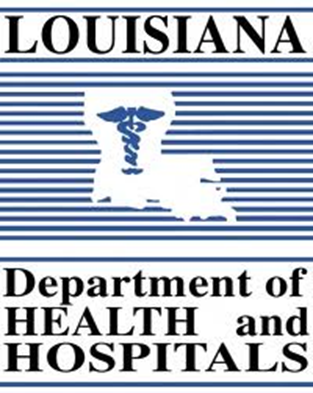 LOUISIANA
Department of
HEALTH and
HOSPITALS